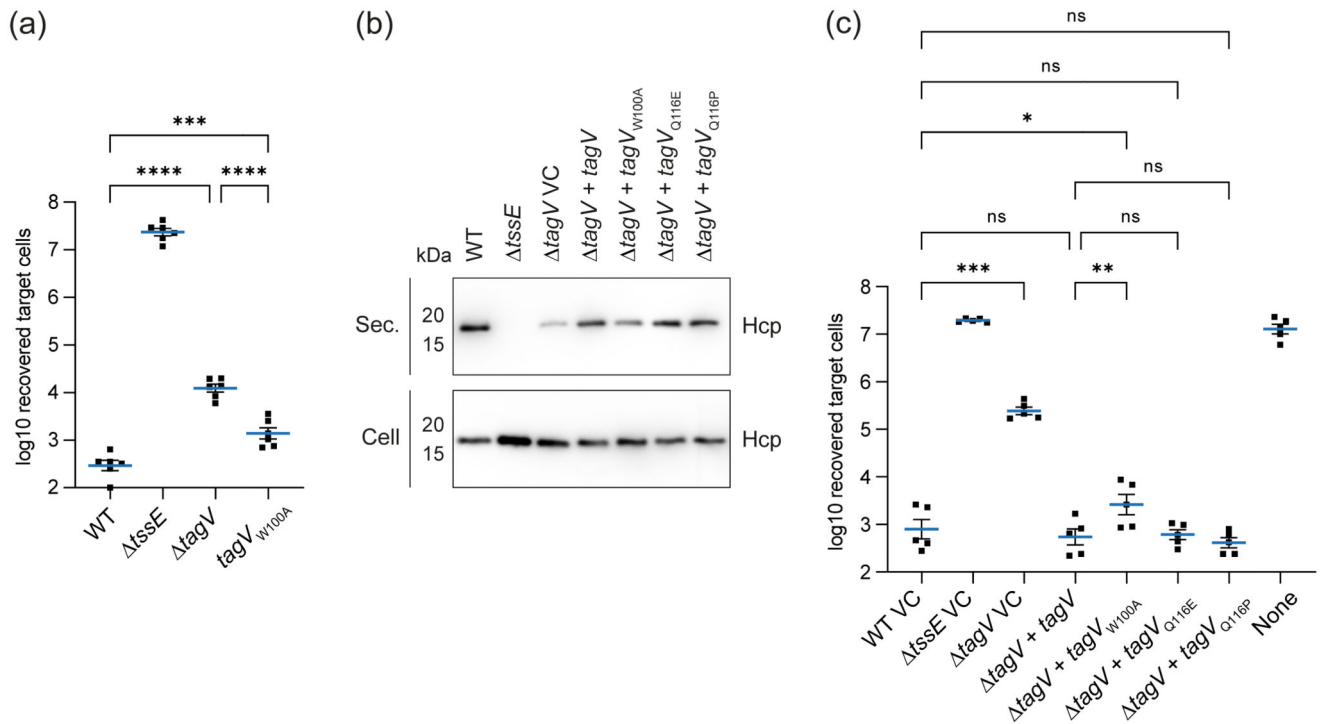 (a)
***
**** ****
log10 recovered target cells
8
7
6
5
4
3
2
WT
ΔtssE
ΔtagV
tagV W100A
(b)
WT
ΔtssE
ΔtagV VC
ΔtagV + tagV
ΔtagV + tagV W100A
ΔtagV + tagV Q116E
ΔtagV + tagV Q116P
kDa
Sec.
20
15
Hcp
Cell
20
15
Hcp
(c)
ns
ns
*
ns
ns ns
*** **
log10 recovered target cells
8
7
6
5
4
3
2
WT VC
ΔtssE VC
ΔtagV VC
ΔtagV + tagV
ΔtagV + tagV W100A
ΔtagV + tagV Q116E
ΔtagV + tagV Q116P
None